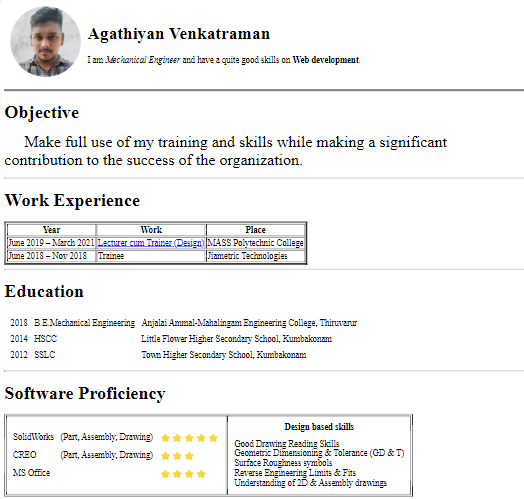 Agathiyan Venkatraman
I am Mechanical Engineer and have a quite good skills on Web development.
Objective
Make full use of my training and skills while making a significant
contribution to the success of the organization.
Work Experience
Year Work Place
June 2019 – March 2021 Lecturer cum Trainer (Design) MASS Polytechnic College
June 2018 – Nov 2018 Trainee Jiametric Technologies
Education
2018 B.E.Mechanical Engineering Anjalai Ammal-Mahalingam Engineering College, Thiruvarur
2014 HSCC Little Flower Higher Secondary School, Kumbakonam
2012 SSLC Town Higher Secondary School, Kumbakonam
Software Proficiency
SolidWorks (Part, Assembly, Drawing)
CREO (Part, Assembly, Drawing)
MS Office
Design based skills
Good Drawing Reading Skills
Geometric Dimensioning & Tolerance (GD & T)
Surface Roughness symbols
Reverse Engineering Limits & Fits
Understanding of 2D & Assembly drawings